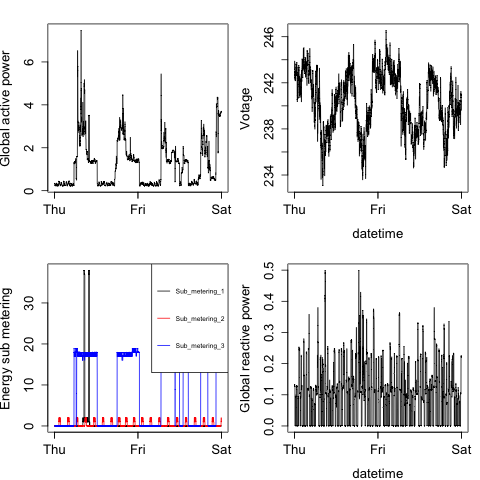 Global active power
0 2 4 6
Thu Fri Sat
Votage
234 238 242 246
Thu Fri Sat
datetime
Energy sub metering
0 10 20 30
Sub_metering_1
Sub_metering_2
Sub_metering_3
Thu Fri Sat
Global reactive power
0.0 0.1 0.2 0.3 0.4 0.5
Thu Fri Sat
datetime